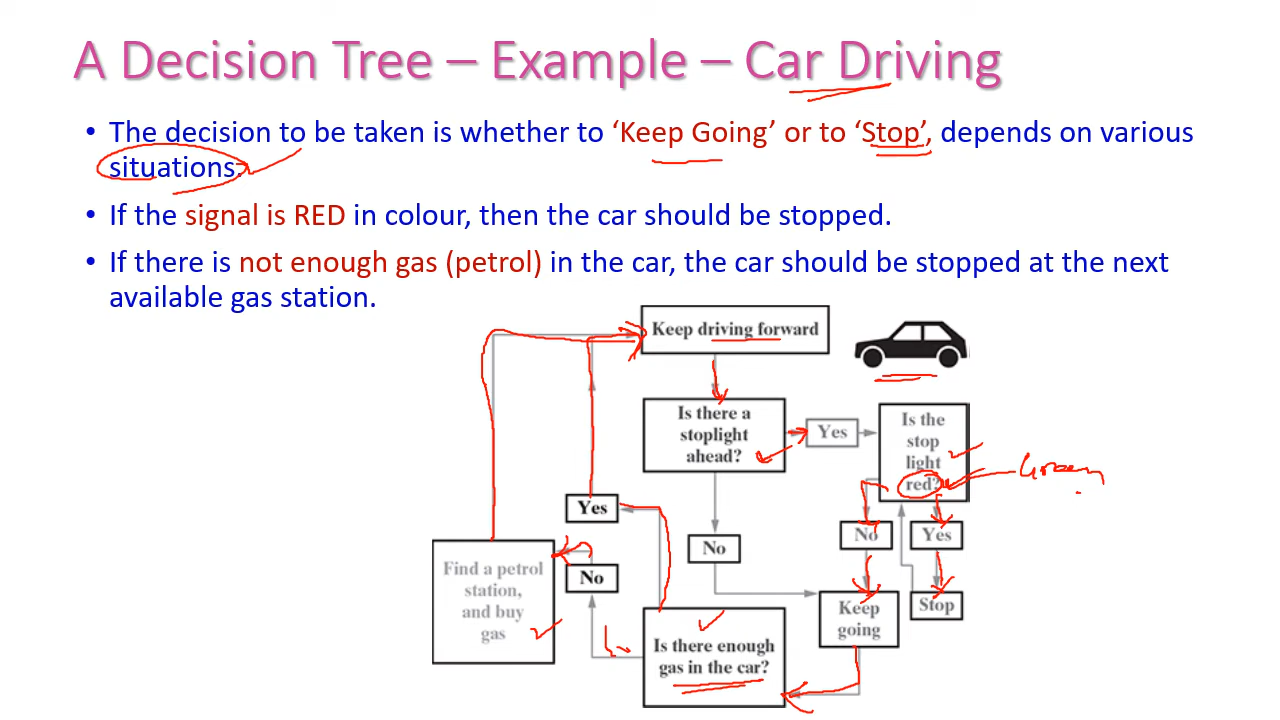 A Decision Tree – Example – Car Driving
• The decision to be taken is whether to ‘Keep Going’ or to ‘Stop’, depends on various
situations.
• If the signal is RED in colour, then the car should be stopped.
• If there is not enough gas (petrol) in the car, the car should be stopped at the next
available gas station.
Keep driving forward
Is there a
stoplight
ahead?
Yes
Is the
stop
light
red?
Green
No
Yes
Stop
No
Keep
going
Is there enough
gas in the car?
Yes
No
Find a petrol
station,
and buy
gas